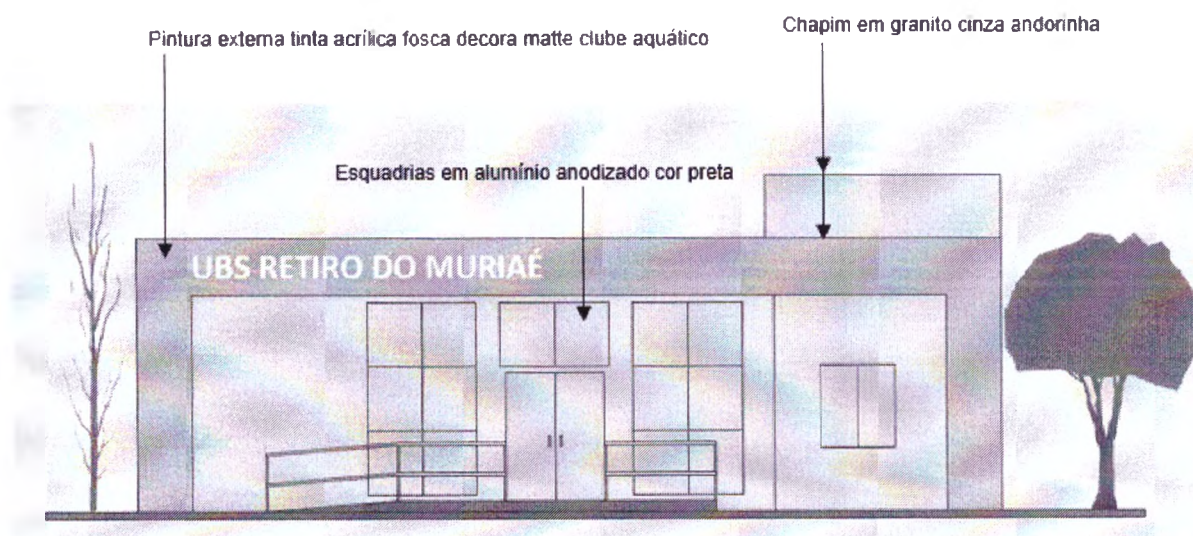 Pintura externa tinta acrílica fosca decora matte clube aquático
Chapim em granito cinza andorinha
Esquadrias em alumínio anodizado cor preta
UBS RETIRO DO MURIAÉ